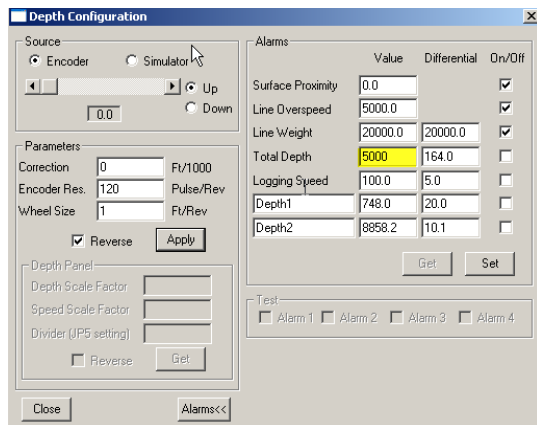 Depth Configuration
Source
Encoder Simulator
Up
0.0 Down
Parameters
Correction 0 Ft/1000
Encoder Res. 120 Pulse/Rev
Wheel Size 1 Ft/Rev
Reverse Apply
Depth Panel
Depth Scale Factor
Speed Scale Factor
Divider (JP5 setting)
Reverse Get
Close Alarms<<
Alarms
Value Differential On/Off
Surface Proximity 0.0
Line Overspeed 5000.0
Line Weight 20000.0 20000.0
Total Depth 5000 164.0
Logging Speed 100.0 5.0
Depth1 748.0 20.0
Depth2 8858.2 10.1
Get Set
Test
Alarm 1 Alarm 2 Alarm 3 Alarm 4